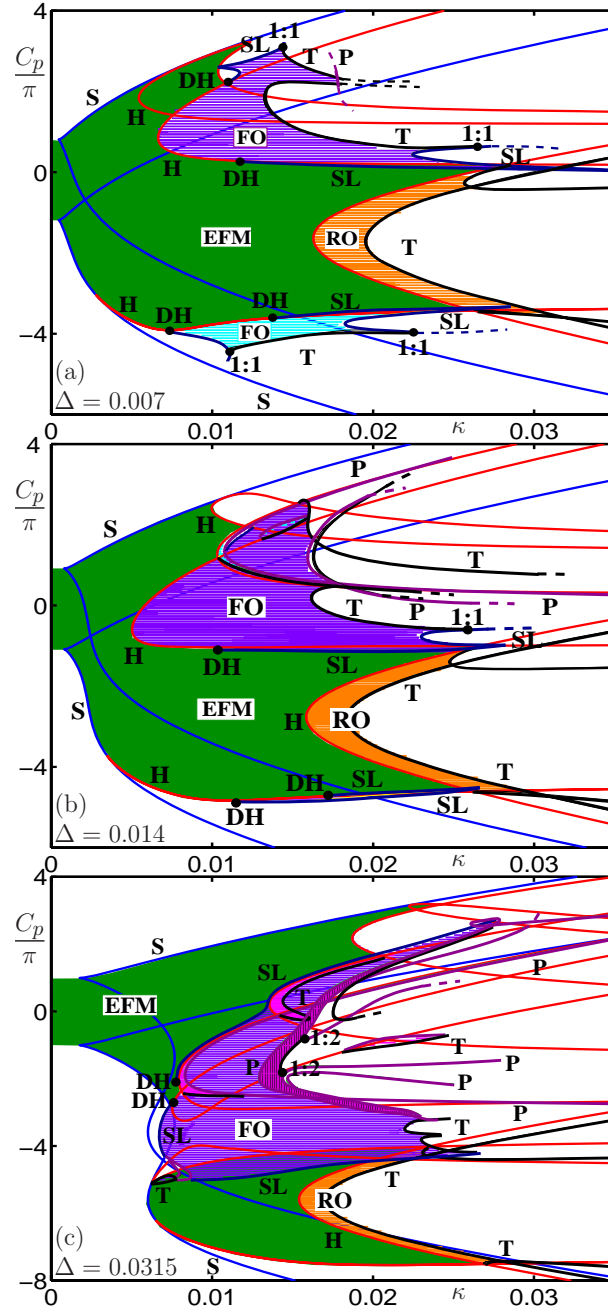 4
C_p/π
0
−4
S
SL
1:1
T
P
DH
H
FO
T
1:1
SL
H
DH
SL
EFM
RO
T
H
DH
DH
SL
FO
SL
1:1
T
1:1
S
(a)
Δ = 0.007
0
0.01
0.02
κ
0.03
4
C_p/π
0
−4
S
H
P
T
FO
T
P
P
1:1
SL
H
DH
SL
T
S
EFM
H
RO
H
DH
SL
T
DH
SL
(b)
Δ = 0.014
0
0.01
0.02
κ
0.03
4
C_p/π
0
−4
−8
S
SL
P
EFM
T
1:2
T
DH
P
1:2
P
DH
P
P
SL
FO
T
T
SL
RO
T
H
T
S
(c)
Δ = 0.0315
0
0.01
0.02
κ
0.03